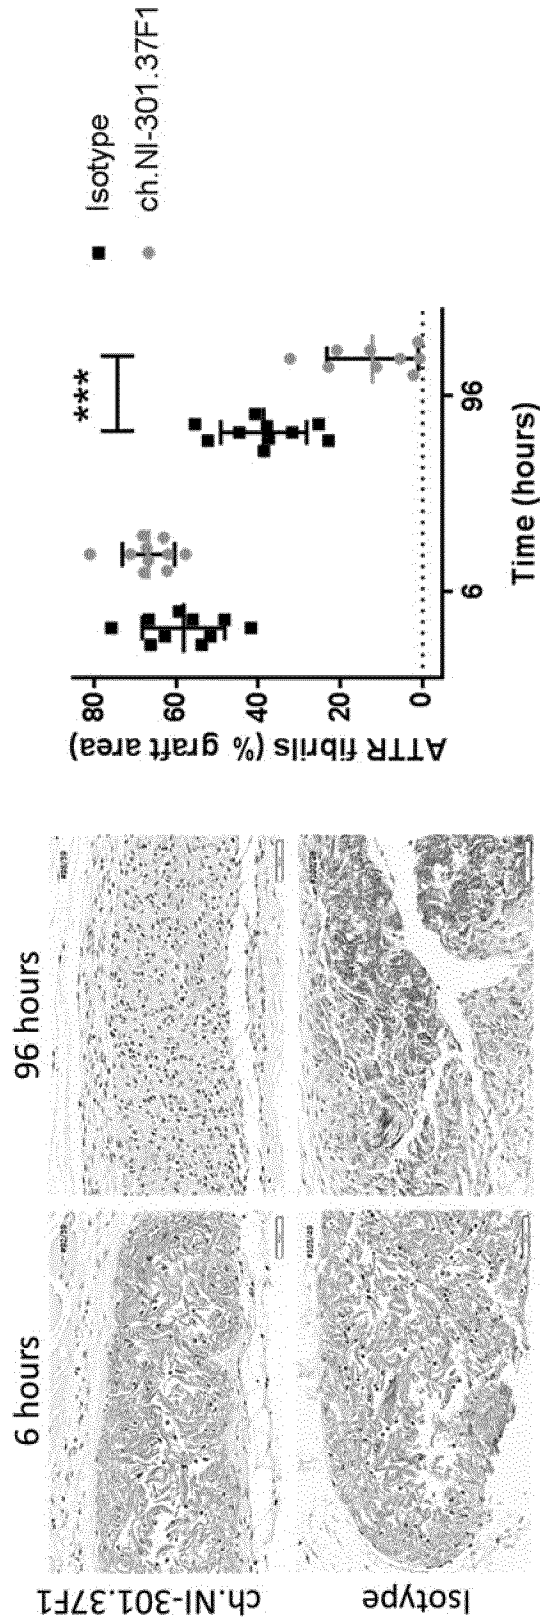 6 hours
96 hours
ch.NI-301.37F1
Isotype
ATTR fibrils (% graft area)
80
60
40
20
0
6
96
Time (hours)
***
Isotype
ch.NI-301.37F1